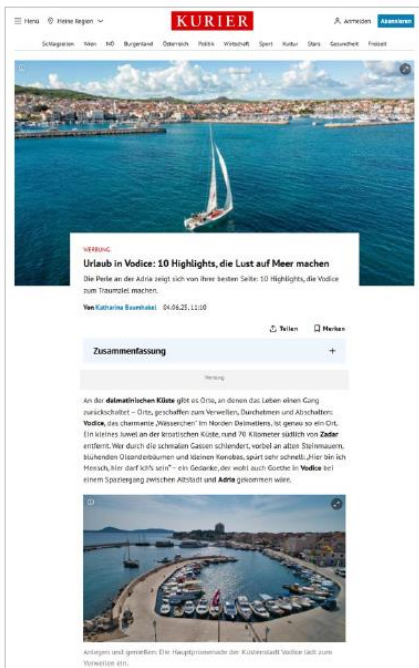 Menü Meine Region
KURIER
Anmelden Abonnieren
Schlagzeilen Wien NÖ Burgenland Österreich Politik Wirtschaft Sport Kultur Stars Gesundheit Freizeit
WERBUNG
Urlaub in Vodice: 10 Highlights, die Lust auf Meer machen
Die Perle an der Adria zeigt sich von ihrer besten Seite: 10 Highlights, die Vodice
zum Traumziel machen.
Von Katharina Baumhakel 04.06.25, 11:10
Teilen Merken
Zusammenfassung +
Werbung
An der dalmatinischen Küste gibt es Orte, an denen das Leben einen Gang
zurückschaltet – Orte, geschaffen zum Verweilen, Durchatmen und Abschalten:
Vodice, das charmante „Wässerchen" im Norden Dalmatiens, ist genau so ein Ort.
Ein kleines Juwel an der kroatischen Küste, rund 70 Kilometer südlich von Zadar
entfernt. Wer durch die schmalen Gassen schlendert, vorbei an alten Steinmauern,
blühenden Oleanderbäumen und kleinen Konobas, spürt sehr schnell: „Hier bin ich
Mensch, hier darf ich's sein" – ein Gedanke, der wohl auch Goethe in Vodice bei
einem Spaziergang zwischen Altstadt und Adria gekommen wäre.
Anlegen und genießen: Die Hauptpromenade der Küstenstadt Vodice lädt zum
Verweilen ein.